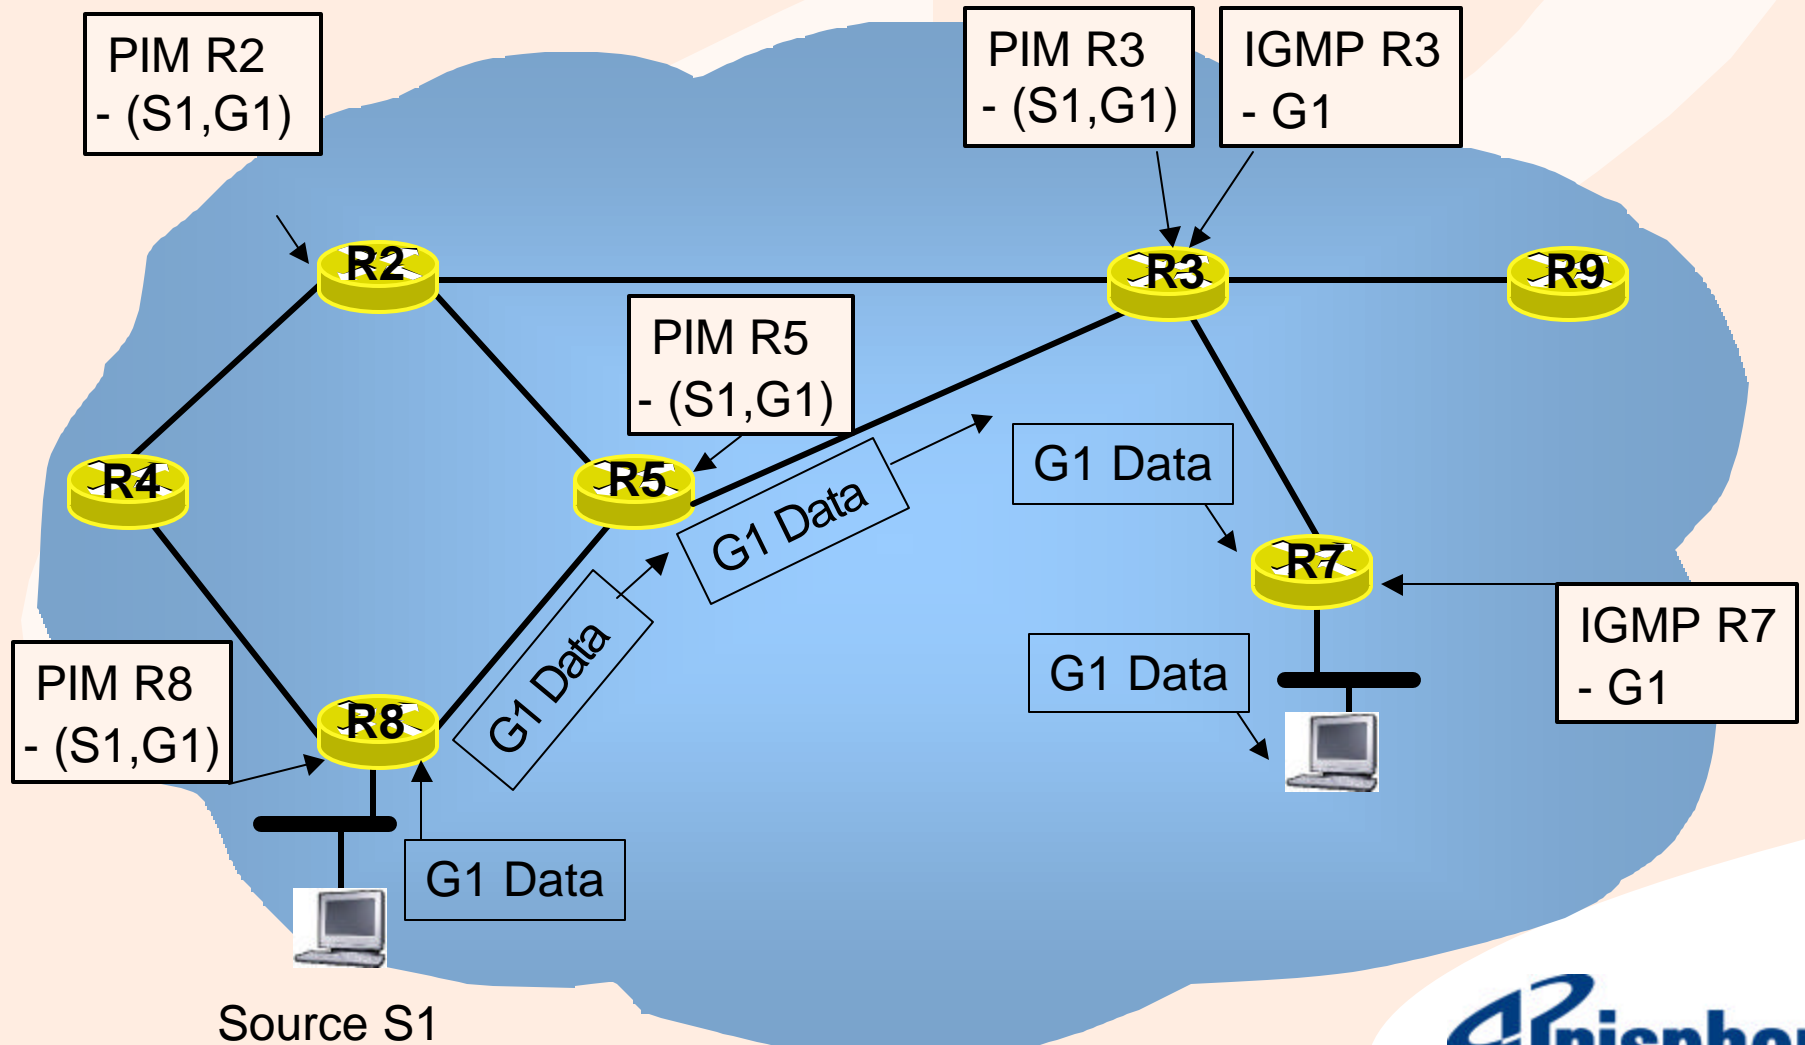 PIM R2
- (S1,G1)
PIM R3
- (S1,G1)
IGMP R3
- G1
R2
R3
R9
PIM R5
- (S1,G1)
R4
R5
G1 Data
G1 Data
R7
IGMP R7
- G1
G1 Data
G1 Data
PIM R8
- (S1,G1)
R8
G1 Data
Source S1